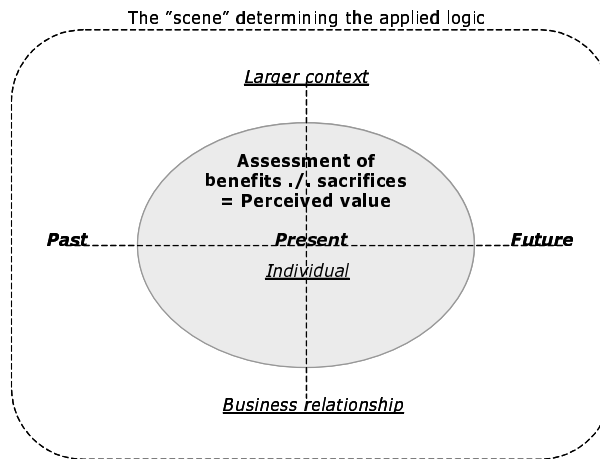 The "scene" determining the applied logic
Larger context
Assessment of
benefits ./. sacrifices
= Perceived value
Past
Present
Future
Individual
Business relationship